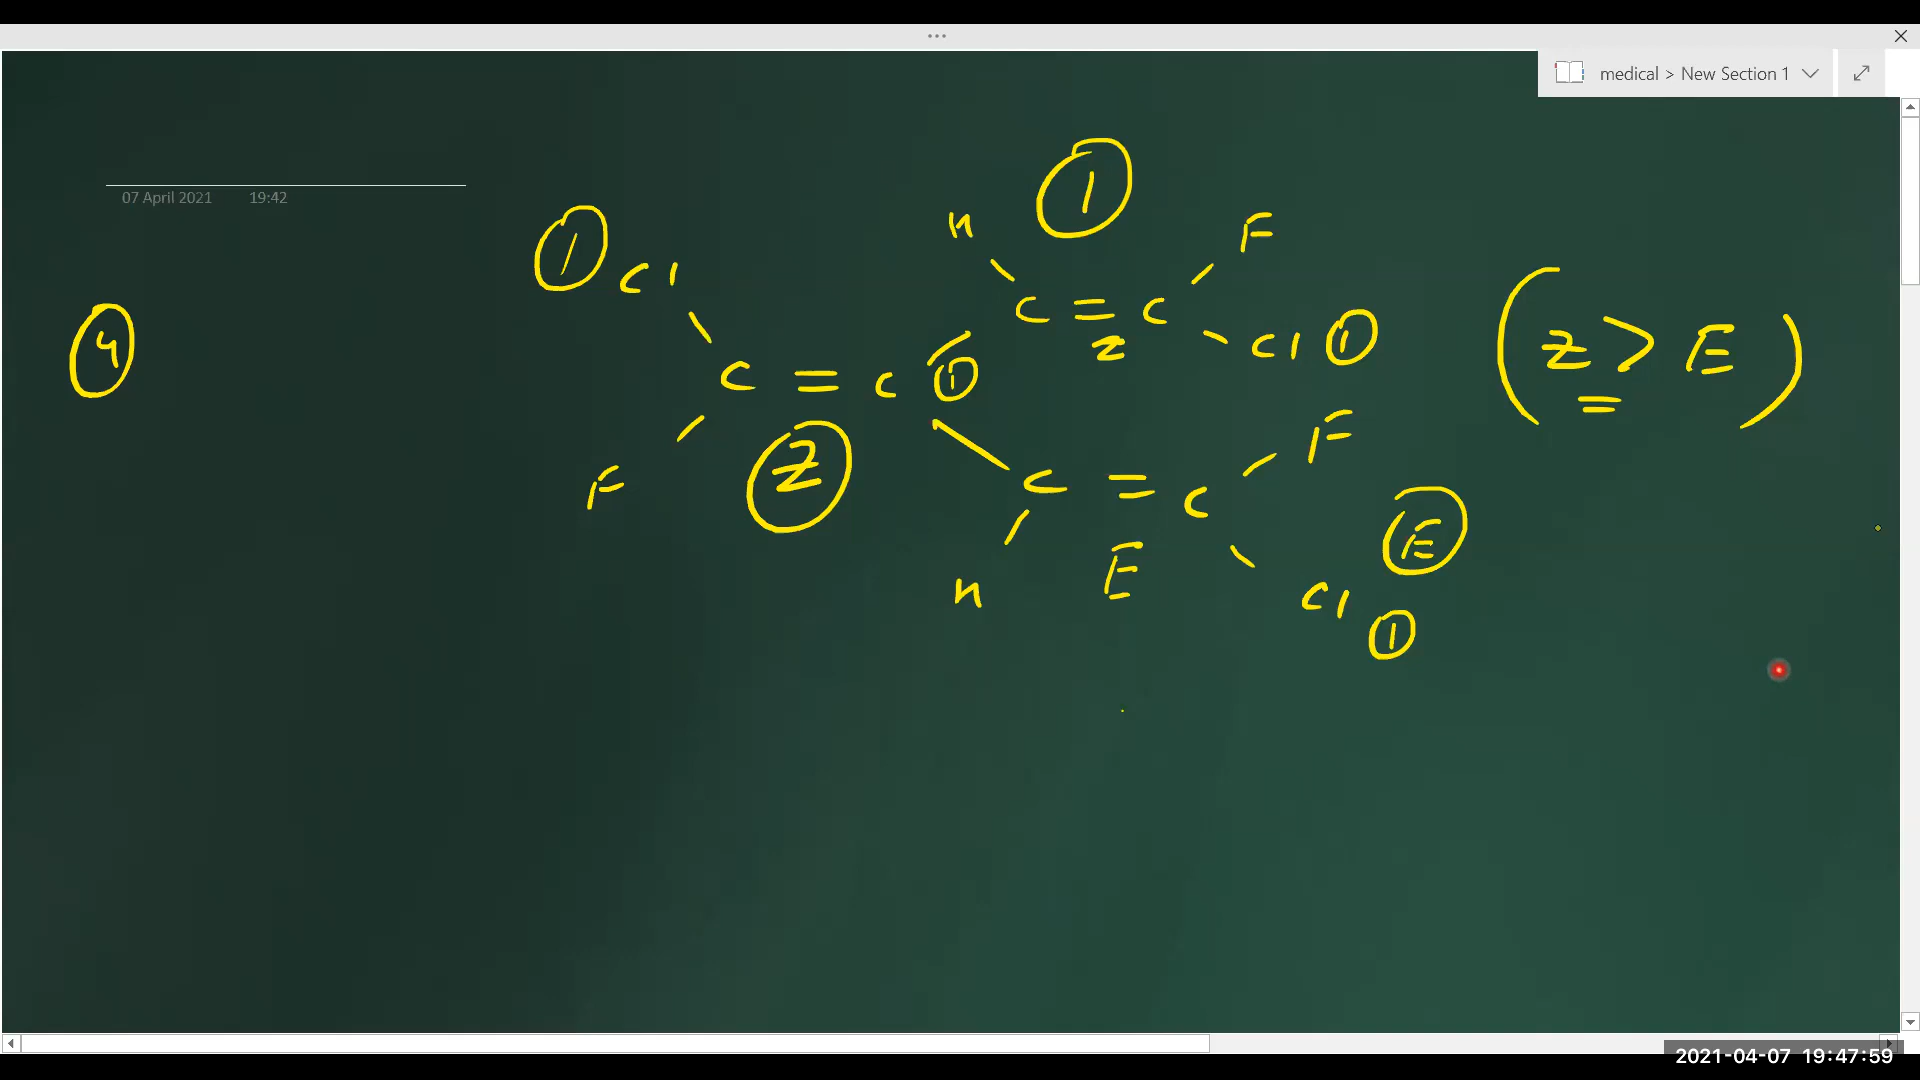 medical > New Section 1
07 April 2021 19:42
1
1 Cl
H F
C = C
Z
Cl 1
(Z > E)
4
C = C 1
F
Z
C = C
F
E
H
E
Cl
1
2021-04-07 19:47:59